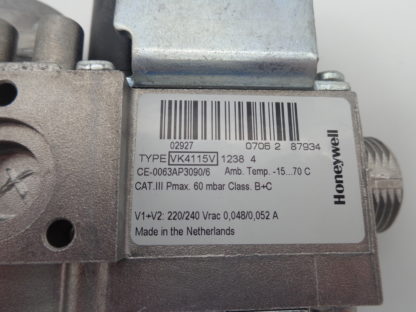 02927 0706 2 87934
TYPE VK4115V 1238 4
CE-0063AP3090/6 Amb. Temp. -15...70 C
CAT.III Pmax. 60 mbar Class. B+C
V1+V2: 220/240 Vrac 0,048/0,052 A
Made in the Netherlands
Honeywell